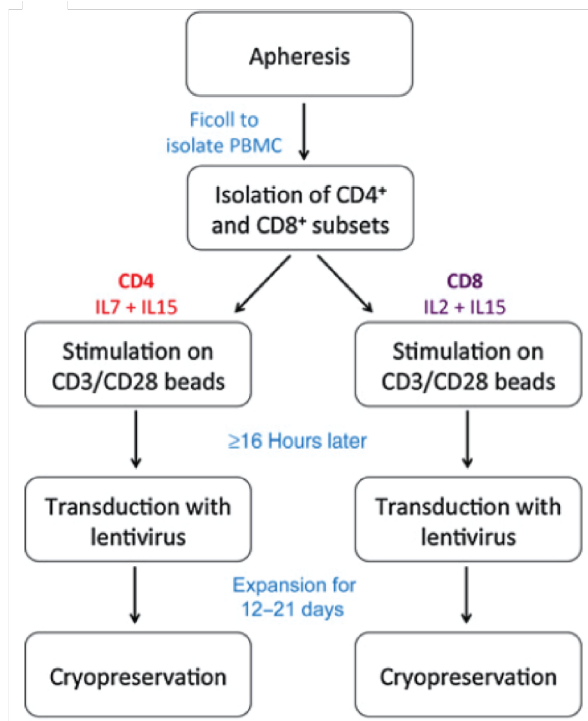 Apheresis
Ficoll to
isolate PBMC
Isolation of CD4⁺
and CD8⁺ subsets
CD4
IL7 + IL15
CD8
IL2 + IL15
Stimulation on
CD3/CD28 beads
Stimulation on
CD3/CD28 beads
≥16 Hours later
Transduction with
lentivirus
Transduction with
lentivirus
Expansion for
12–21 days
Cryopreservation
Cryopreservation